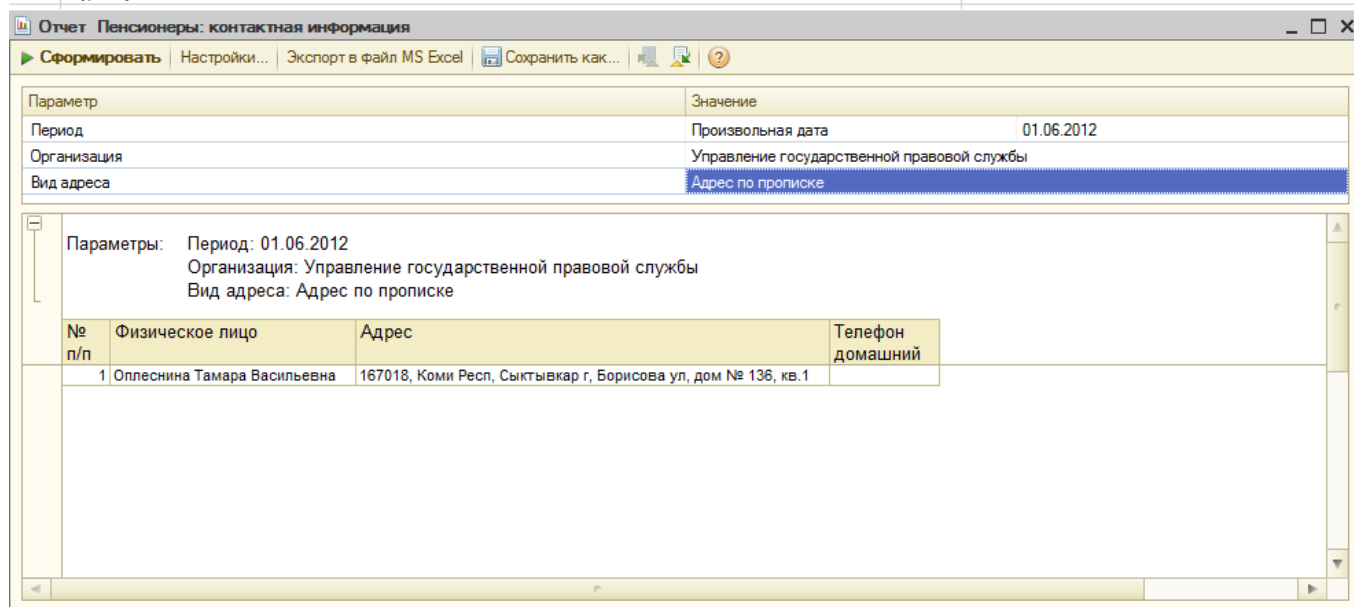 Отчет Пенсионеры: контактная информация
Сформировать Настройки... Экспорт в файл MS Excel Сохранить как...
Параметр Значение
Период Произвольная дата 01.06.2012
Организация Управление государственной правовой службы
Вид адреса Адрес по прописке
Параметры: Период: 01.06.2012
Организация: Управление государственной правовой службы
Вид адреса: Адрес по прописке
№ Физическое лицо Адрес Телефон
п/п домашний
1 Оплеснина Тамара Васильевна 167018, Коми Респ, Сыктывкар г, Борисова ул, дом № 136, кв.1